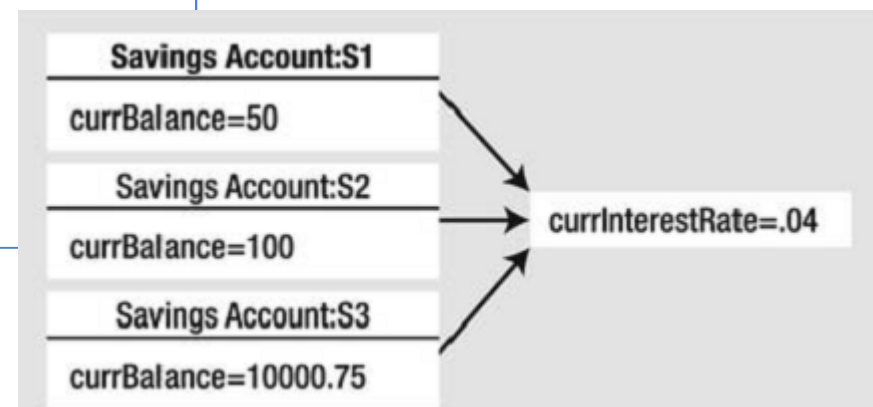 Savings Account:S1
currBalance=50
Savings Account:S2
currBalance=100
Savings Account:S3
currBalance=10000.75
currInterestRate=.04